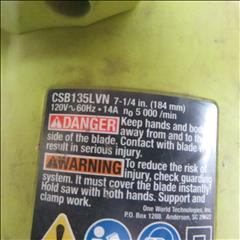 CSB135LVN 7-1/4 in. (184 mm)
120V~60Hz • 14A n₀ 5 000 /min
⚠DANGER Keep hands and body
away from and to the
side of the blade. Contact with blade will
result in serious injury.
⚠WARNING To reduce the risk of
injury, check guarding
system. It must cover the blade instantly.
Hold saw with both hands. Support and
clamp work.
One World Technologies, Inc.
P.O. Box 1288 Anderson, SC 29622